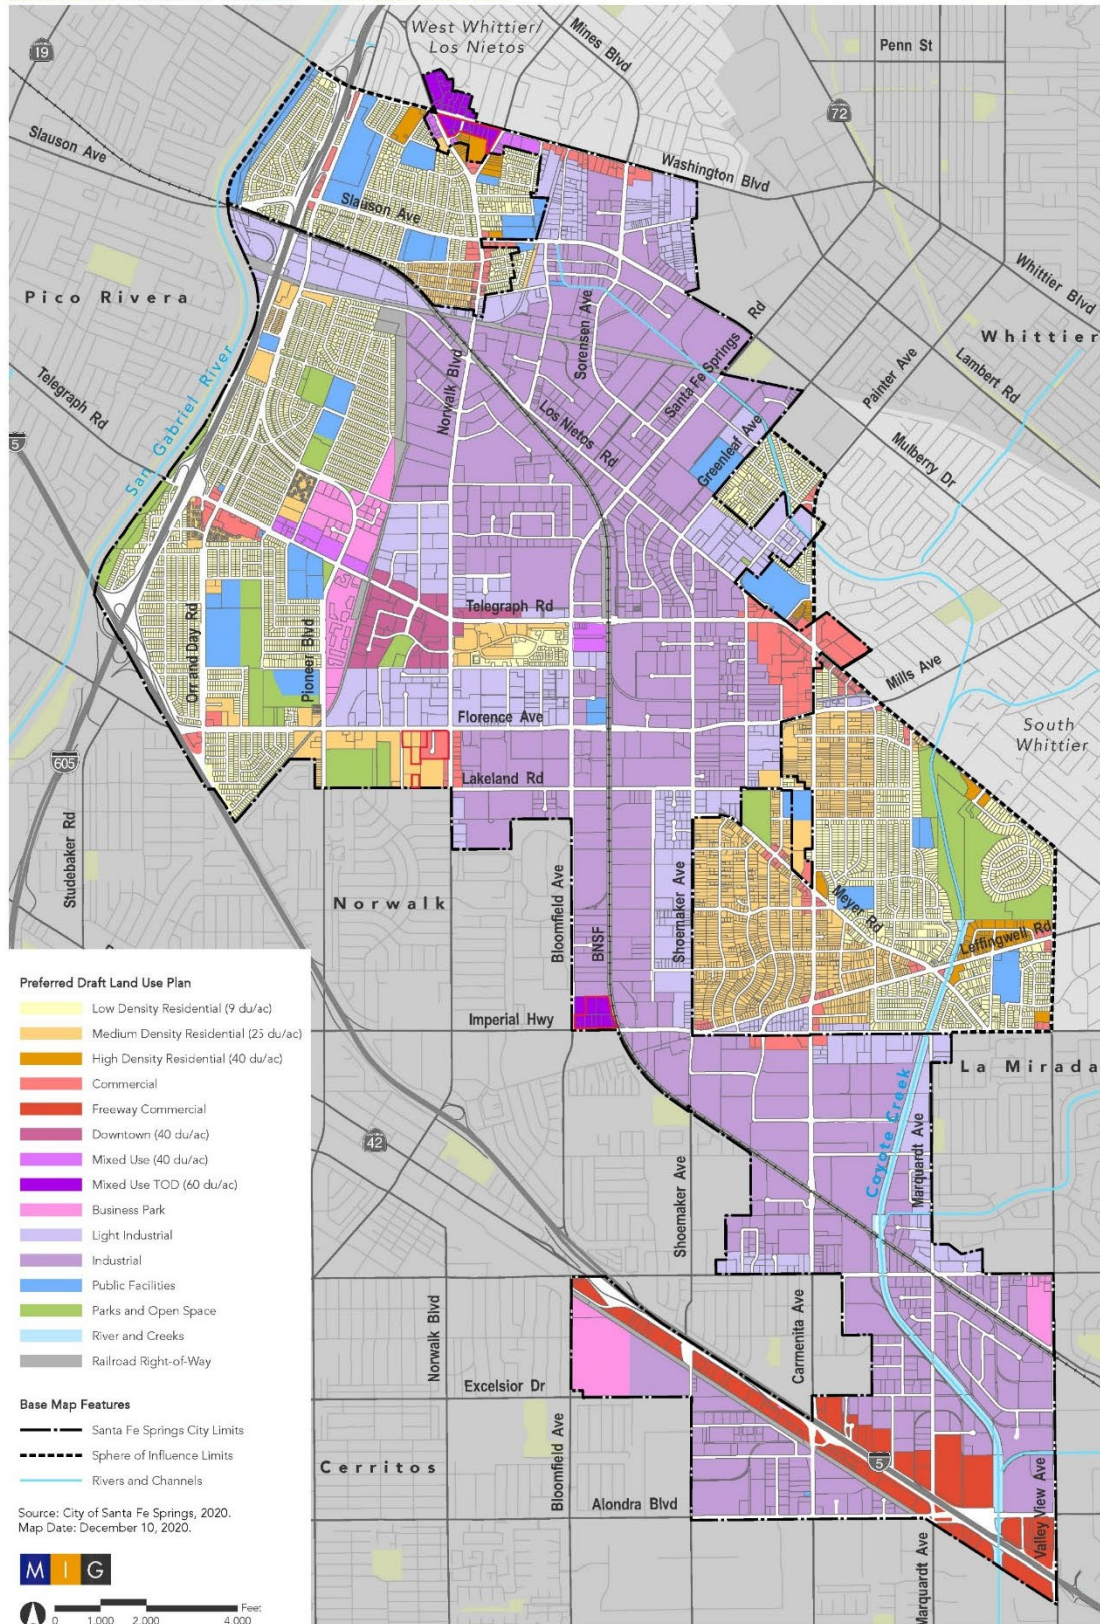 West Whittier/
Los Nietos
Mines Blvd
Penn St
19
72
Slauson Ave
Washington Blvd
Slauson Ave
Whittier Blvd
Pico Rivera
Whittier
Sorensen Ave
Santa Fe Springs Rd
Painter Ave
Lambert Rd
Telegraph Rd
San Gabriel River
Norwalk Blvd
Los Nietos Rd
Greenleaf Ave
Mulberry Dr
5
Orr and Day Rd
Pioneer Blvd
Telegraph Rd
Mills Ave
Florence Ave
South
Whittier
605
Lakeland Rd
Studebaker Rd
Norwalk
Bloomfield Ave
BNSF
Shoemaker Ave
Meyer Rd
Leffingwell Rd
Imperial Hwy
La Mirada
42
Coyote Creek
Marquardt Ave
Shoemaker Ave
Norwalk Blvd
Carmenita Ave
Excelsior Dr
Bloomfield Ave
Cerritos
5
Alondra Blvd
Valley View Ave
Marquardt Ave
Preferred Draft Land Use Plan
Low Density Residential (9 du/ac)
Medium Density Residential (25 du/ac)
High Density Residential (40 du/ac)
Commercial
Freeway Commercial
Downtown (40 du/ac)
Mixed Use (40 du/ac)
Mixed Use TOD (60 du/ac)
Business Park
Light Industrial
Industrial
Public Facilities
Parks and Open Space
River and Creeks
Railroad Right-of-Way
Base Map Features
Santa Fe Springs City Limits
Sphere of Influence Limits
Rivers and Channels
Source: City of Santa Fe Springs, 2020.
Map Date: December 10, 2020.
M I G
0 1,000 2,000 4,000 Feet